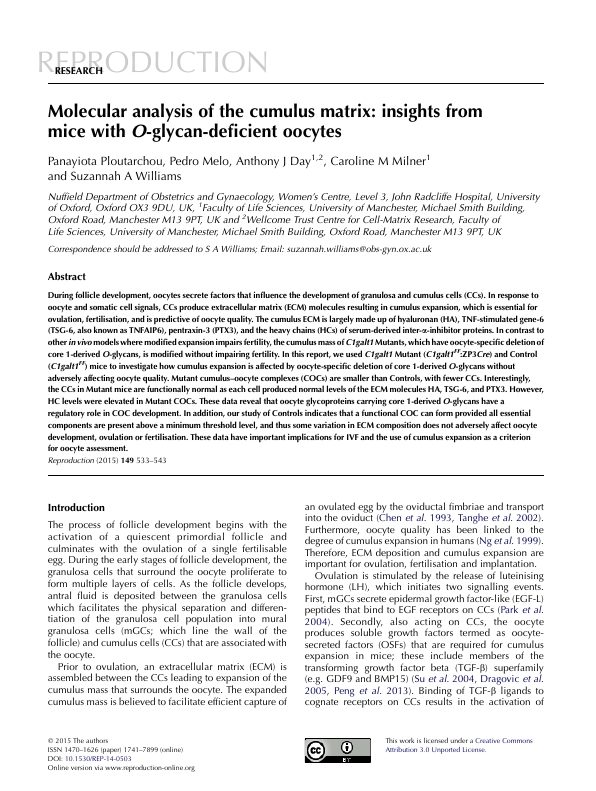 REPRODUCTION
RESEARCH
Molecular analysis of the cumulus matrix: insights from
mice with O-glycan-deficient oocytes
Panayiota Ploutarchou, Pedro Melo, Anthony J Day1,2, Caroline M Milner1
and Suzannah A Williams
Nuffield Department of Obstetrics and Gynaecology, Women's Centre, Level 3, John Radcliffe Hospital, University
of Oxford, Oxford OX3 9DU, UK, 1Faculty of Life Sciences, University of Manchester, Michael Smith Building,
Oxford Road, Manchester M13 9PT, UK and 2Wellcome Trust Centre for Cell-Matrix Research, Faculty of
Life Sciences, University of Manchester, Michael Smith Building, Oxford Road, Manchester M13 9PT, UK
Correspondence should be addressed to S A Williams; Email: suzannah.williams@obs-gyn.ox.ac.uk
Abstract
During follicle development, oocytes secrete factors that influence the development of granulosa and cumulus cells (CCs). In response to
oocyte and somatic cell signals, CCs produce extracellular matrix (ECM) molecules resulting in cumulus expansion, which is essential for
ovulation, fertilisation, and is predictive of oocyte quality. The cumulus ECM is largely made up of hyaluronan (HA), TNF-stimulated gene-6
(TSG-6, also known as TNFAIP6), pentraxin-3 (PTX3), and the heavy chains (HCs) of serum-derived inter-α-inhibitor proteins. In contrast to
other in vivo models where modified expansion impairs fertility, the cumulus mass of C1galt1 Mutants, which have oocyte-specific deletion of
core 1-derived O-glycans, is modified without impairing fertility. In this report, we used C1galt1 Mutant (C1galt1FF:ZP3Cre) and Control
(C1galt1FF) mice to investigate how cumulus expansion is affected by oocyte-specific deletion of core 1-derived O-glycans without
adversely affecting oocyte quality. Mutant cumulus–oocyte complexes (COCs) are smaller than Controls, with fewer CCs. Interestingly,
the CCs in Mutant mice are functionally normal as each cell produced normal levels of the ECM molecules HA, TSG-6, and PTX3. However,
HC levels were elevated in Mutant COCs. These data reveal that oocyte glycoproteins carrying core 1-derived O-glycans have a
regulatory role in COC development. In addition, our study of Controls indicates that a functional COC can form provided all essential
components are present above a minimum threshold level, and thus some variation in ECM composition does not adversely affect oocyte
development, ovulation or fertilisation. These data have important implications for IVF and the use of cumulus expansion as a criterion
for oocyte assessment.
Reproduction (2015) 149 533–543
Introduction
The process of follicle development begins with the
activation of a quiescent primordial follicle and
culminates with the ovulation of a single fertilisable
egg. During the early stages of follicle development, the
granulosa cells that surround the oocyte proliferate to
form multiple layers of cells. As the follicle develops,
antral fluid is deposited between the granulosa cells
which facilitates the physical separation and differen-
tiation of the granulosa cell population into mural
granulosa cells (mGCs; which line the wall of the
follicle) and cumulus cells (CCs) that are associated with
the oocyte.
Prior to ovulation, an extracellular matrix (ECM) is
assembled between the CCs leading to expansion of the
cumulus mass that surrounds the oocyte. The expanded
cumulus mass is believed to facilitate efficient capture of
an ovulated egg by the oviductal fimbriae and transport
into the oviduct (Chen et al. 1993, Tanghe et al. 2002).
Furthermore, oocyte quality has been linked to the
degree of cumulus expansion in humans (Ng et al. 1999).
Therefore, ECM deposition and cumulus expansion are
important for ovulation, fertilisation and implantation.
Ovulation is stimulated by the release of luteinising
hormone (LH), which initiates two signalling events.
First, mGCs secrete epidermal growth factor-like (EGF-L)
peptides that bind to EGF receptors on CCs (Park et al.
2004). Secondly, also acting on CCs, the oocyte
produces soluble growth factors termed as oocyte-
secreted factors (OSFs) that are required for cumulus
expansion in mice; these include members of the
transforming growth factor beta (TGF-β) superfamily
(e.g. GDF9 and BMP15) (Su et al. 2004, Dragovic et al.
2005, Peng et al. 2013). Binding of TGF-β ligands to
cognate receptors on CCs results in the activation of
© 2015 The authors
ISSN 1470–1626 (paper) 1741–7899 (online)
DOI: 10.1530/REP-14-0503
Online version via www.reproduction-online.org
cc BY
This work is licensed under a Creative Commons
Attribution 3.0 Unported License.